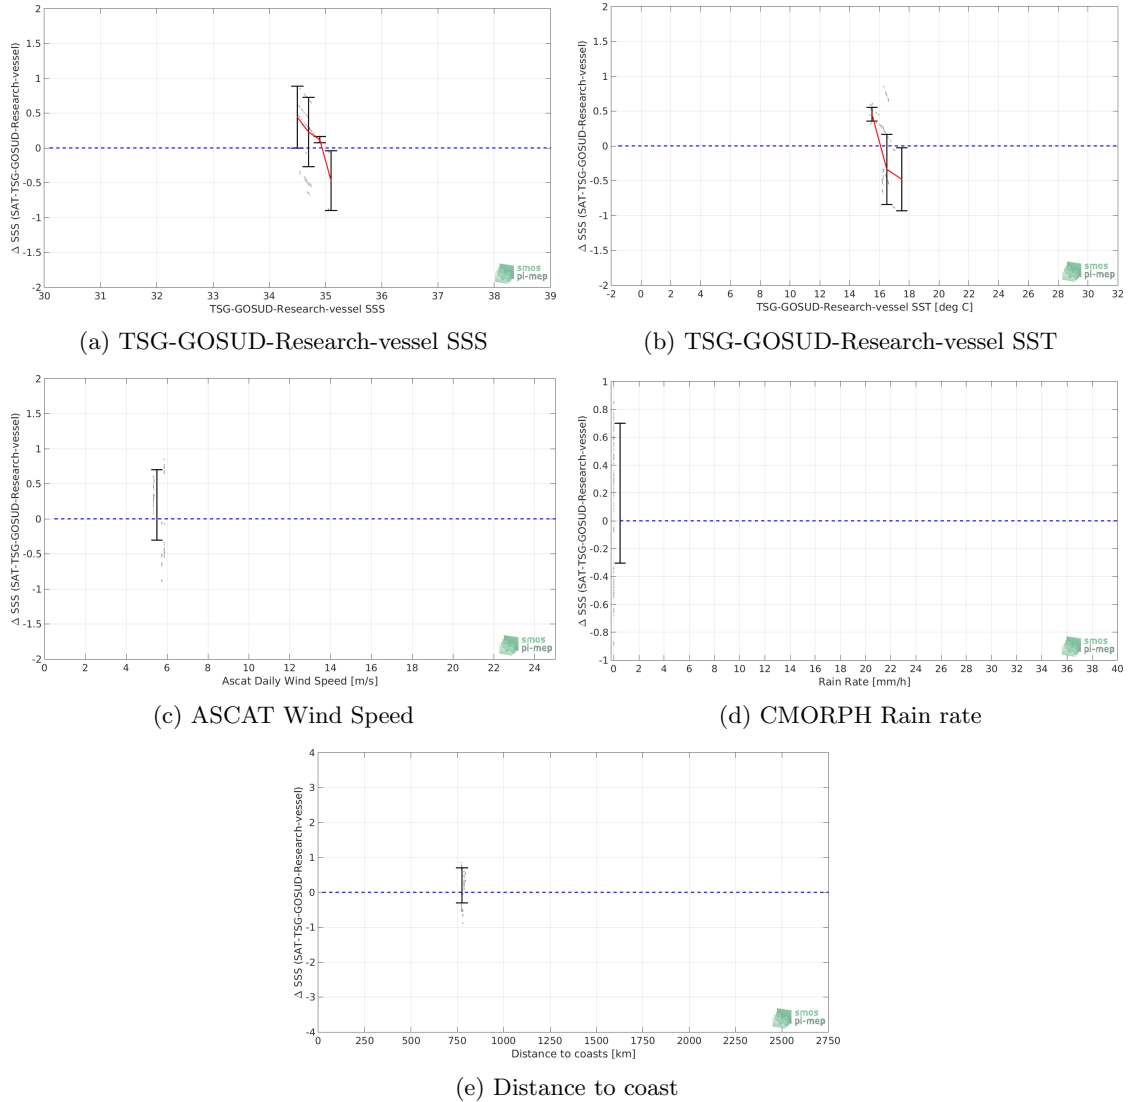 2
1.5
1
0.5
0
-0.5
-1
-1.5
-2
Δ SSS (SAT-TSG-GOSUD-Research-vessel)
30 31 32 33 34 35 36 37 38 39
TSG-GOSUD-Research-vessel SSS
smos
pi-mep
(a) TSG-GOSUD-Research-vessel SSS
2
1.5
1
0.5
0
-0.5
-1
-1.5
-2
Δ SSS (SAT-TSG-GOSUD-Research-vessel)
-2 0 2 4 6 8 10 12 14 16 18 20 22 24 26 28 30 32
TSG-GOSUD-Research-vessel SST [deg C]
smos
pi-mep
(b) TSG-GOSUD-Research-vessel SST
2
1.5
1
0.5
0
-0.5
-1
-1.5
-2
Δ SSS (SAT-TSG-GOSUD-Research-vessel)
0 2 4 6 8 10 12 14 16 18 20 22 24
Ascat Daily Wind Speed [m/s]
smos
pi-mep
(c) ASCAT Wind Speed
1
0.8
0.6
0.4
0.2
0
-0.2
-0.4
-0.6
-0.8
-1
Δ SSS (SAT-TSG-GOSUD-Research-vessel)
0 2 4 6 8 10 12 14 16 18 20 22 24 26 28 30 32 34 36 38 40
Rain Rate [mm/h]
smos
pi-mep
(d) CMORPH Rain rate
4
3
2
1
0
-1
-2
-3
-4
Δ SSS (SAT-TSG-GOSUD-Research-vessel)
0 250 500 750 1000 1250 1500 1750 2000 2250 2500 2750
Distance to coasts [km]
smos
pi-mep
(e) Distance to coast